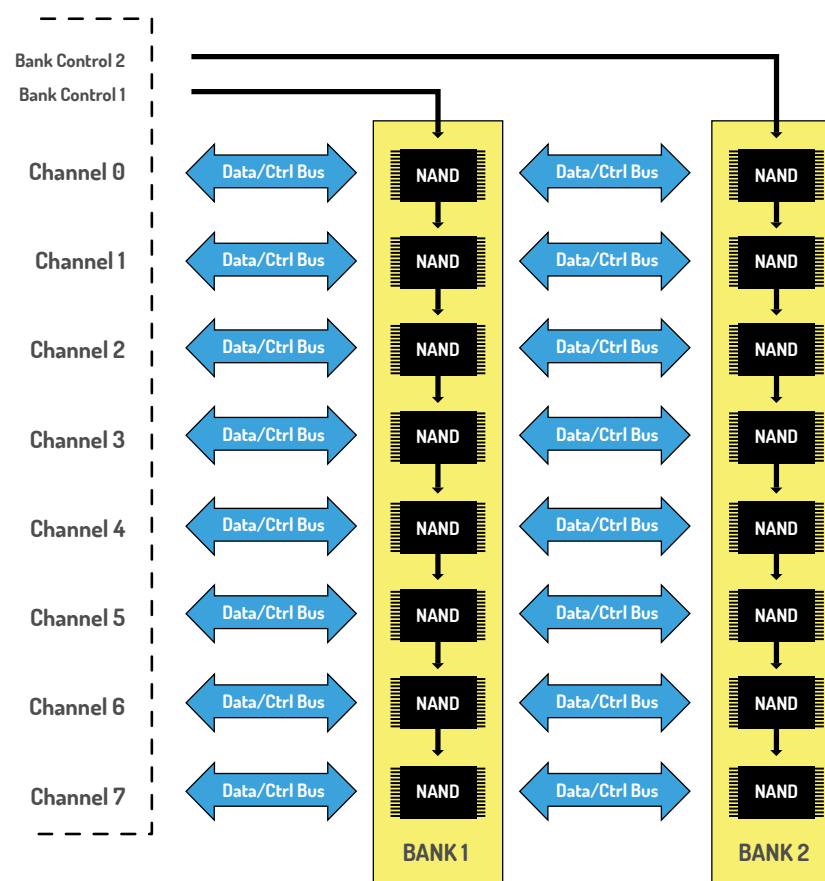 Bank Control 2
Bank Control 1
Channel 0 Data/Ctrl Bus NAND Data/Ctrl Bus NAND
Channel 1 Data/Ctrl Bus NAND Data/Ctrl Bus NAND
Channel 2 Data/Ctrl Bus NAND Data/Ctrl Bus NAND
Channel 3 Data/Ctrl Bus NAND Data/Ctrl Bus NAND
Channel 4 Data/Ctrl Bus NAND Data/Ctrl Bus NAND
Channel 5 Data/Ctrl Bus NAND Data/Ctrl Bus NAND
Channel 6 Data/Ctrl Bus NAND Data/Ctrl Bus NAND
Channel 7 Data/Ctrl Bus NAND Data/Ctrl Bus NAND
BANK 1 BANK 2